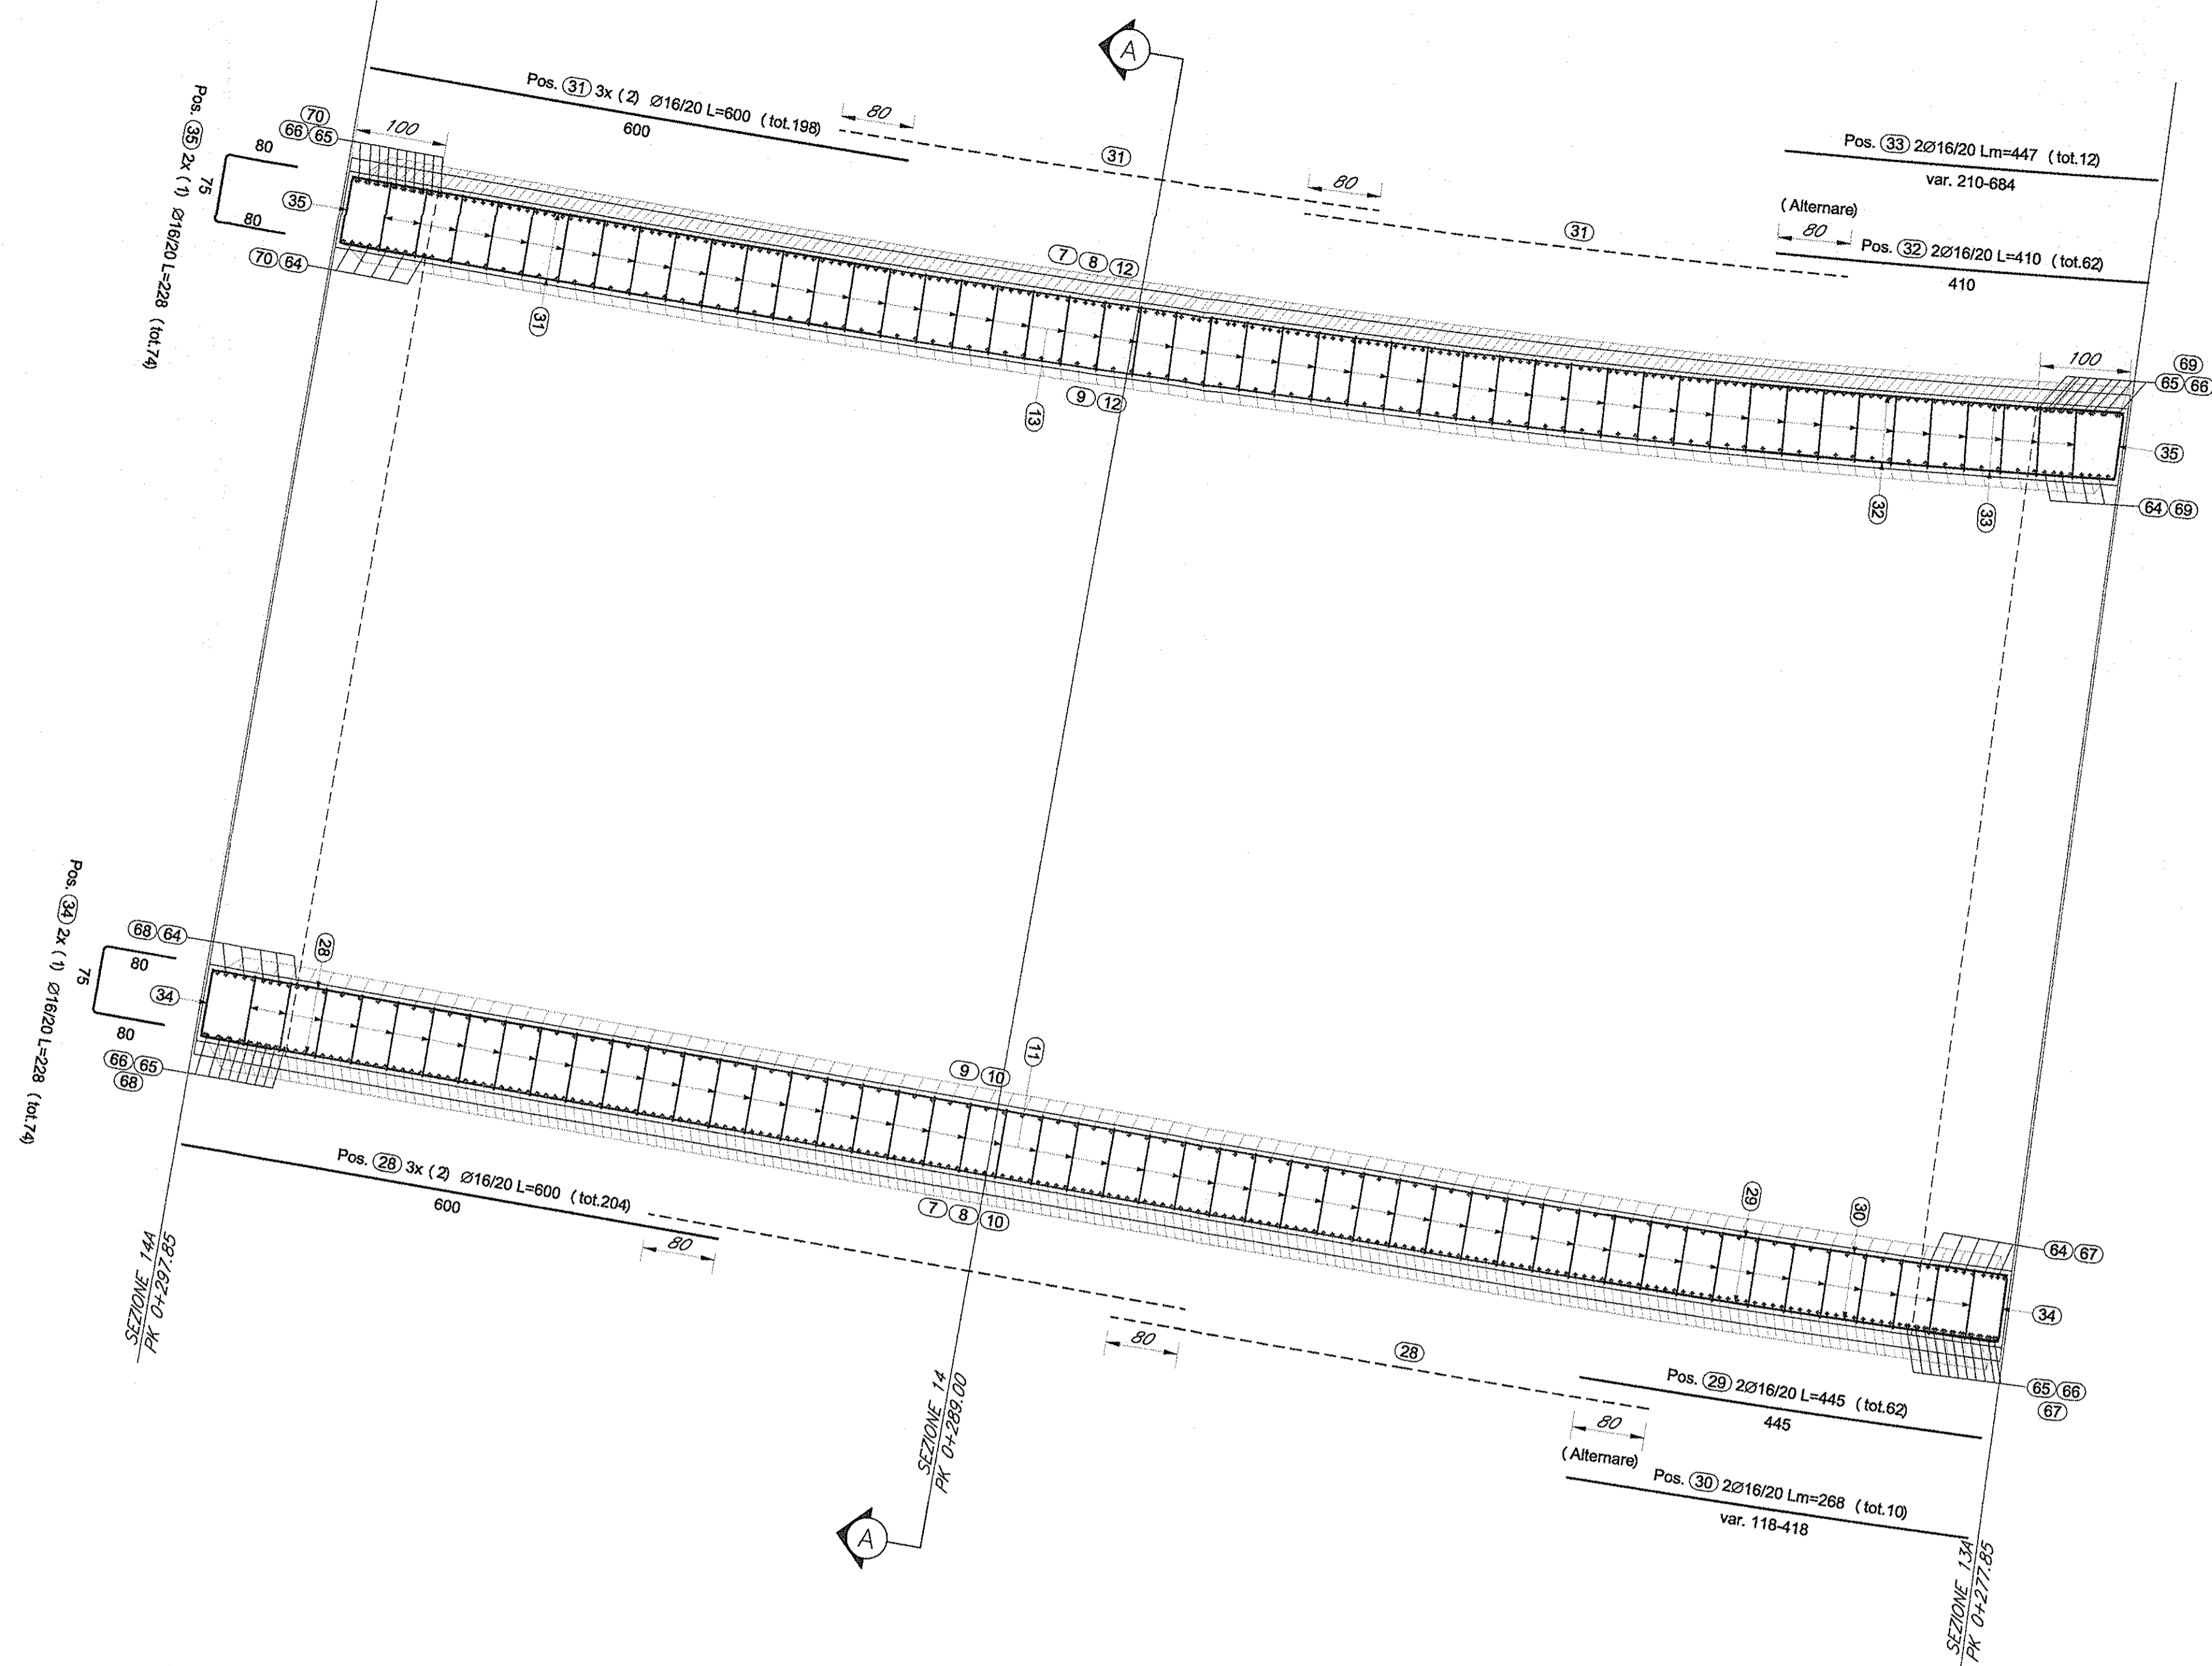 A
Pos. 31 3x (2) Ø16/20 L=600 (tot.198)
600
80
31
80
31
Pos. 33 2Ø16/20 Lm=447 (tot.12)
var. 210-684
(Alternare)
80
Pos. 32 2Ø16/20 L=410 (tot.62)
410
70
66 65
100
Pos. 35 2x (1) Ø16/20 L=228 (tot.74)
80
75
80
35
70 64
31
7 8 12
9 12
13
100
69
65 66
35
64 69
32
33
Pos. 34 2x (1) Ø16/20 L=228 (tot.74)
80
75
80
68 64
34
66 65
68
28
9 10
11
7 8 10
29
30
64 67
34
65 66
67
Pos. 28 3x (2) Ø16/20 L=600 (tot.204)
600
80
80
28
Pos. 29 2Ø16/20 L=445 (tot.62)
445
80
(Alternare)
Pos. 30 2Ø16/20 Lm=268 (tot.10)
var. 118-418
SEZIONE 14A
PK 0+297.85
SEZIONE 14
PK 0+289.00
A
SEZIONE 13A
PK 0+277.85